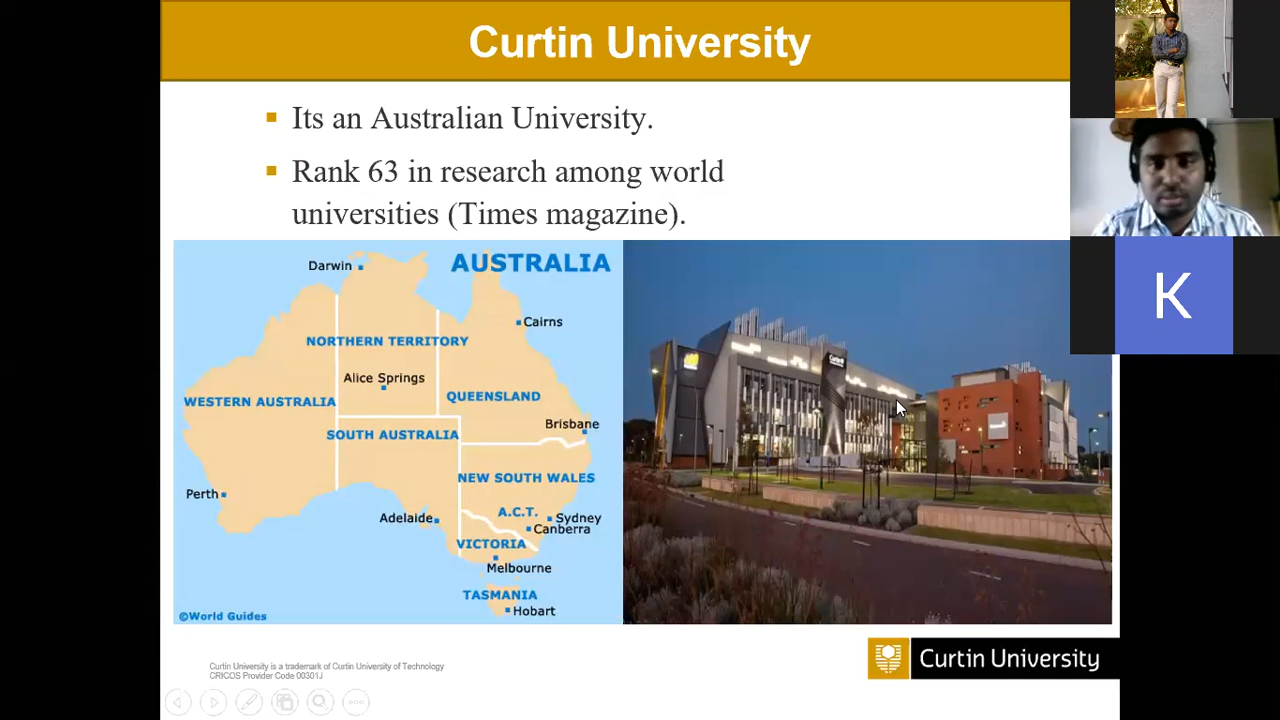 Curtin University
Its an Australian University.
Rank 63 in research among world
universities (Times magazine).
AUSTRALIA
Darwin
Cairns
NORTHERN TERRITORY
Alice Springs
QUEENSLAND
WESTERN AUSTRALIA
Brisbane
SOUTH AUSTRALIA
NEW SOUTH WALES
Perth
A.C.T.
Adelaide
Sydney
Canberra
VICTORIA
Melbourne
TASMANIA
Hobart
©World Guides
Curtin
K
Curtin University is a trademark of Curtin University of Technology
CRICOS Provider Code 00301J
Curtin University